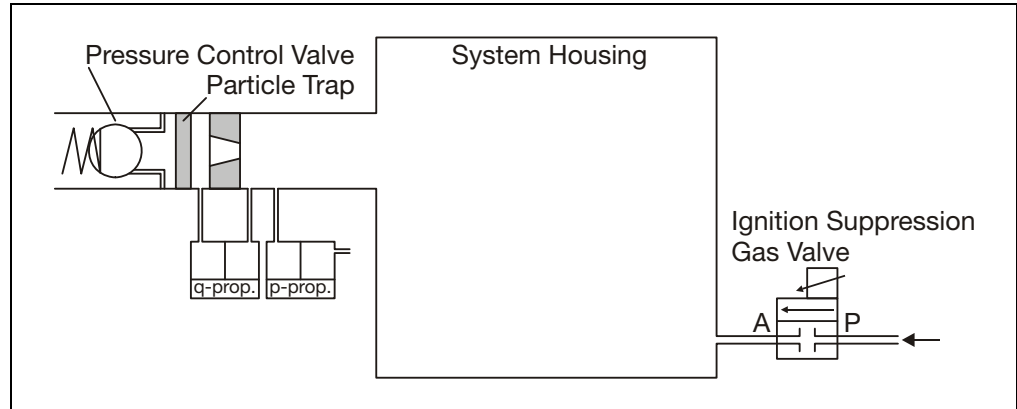 Pressure Control Valve
Particle Trap
System Housing
q-prop.
p-prop.
Ignition Suppression
Gas Valve
A
P